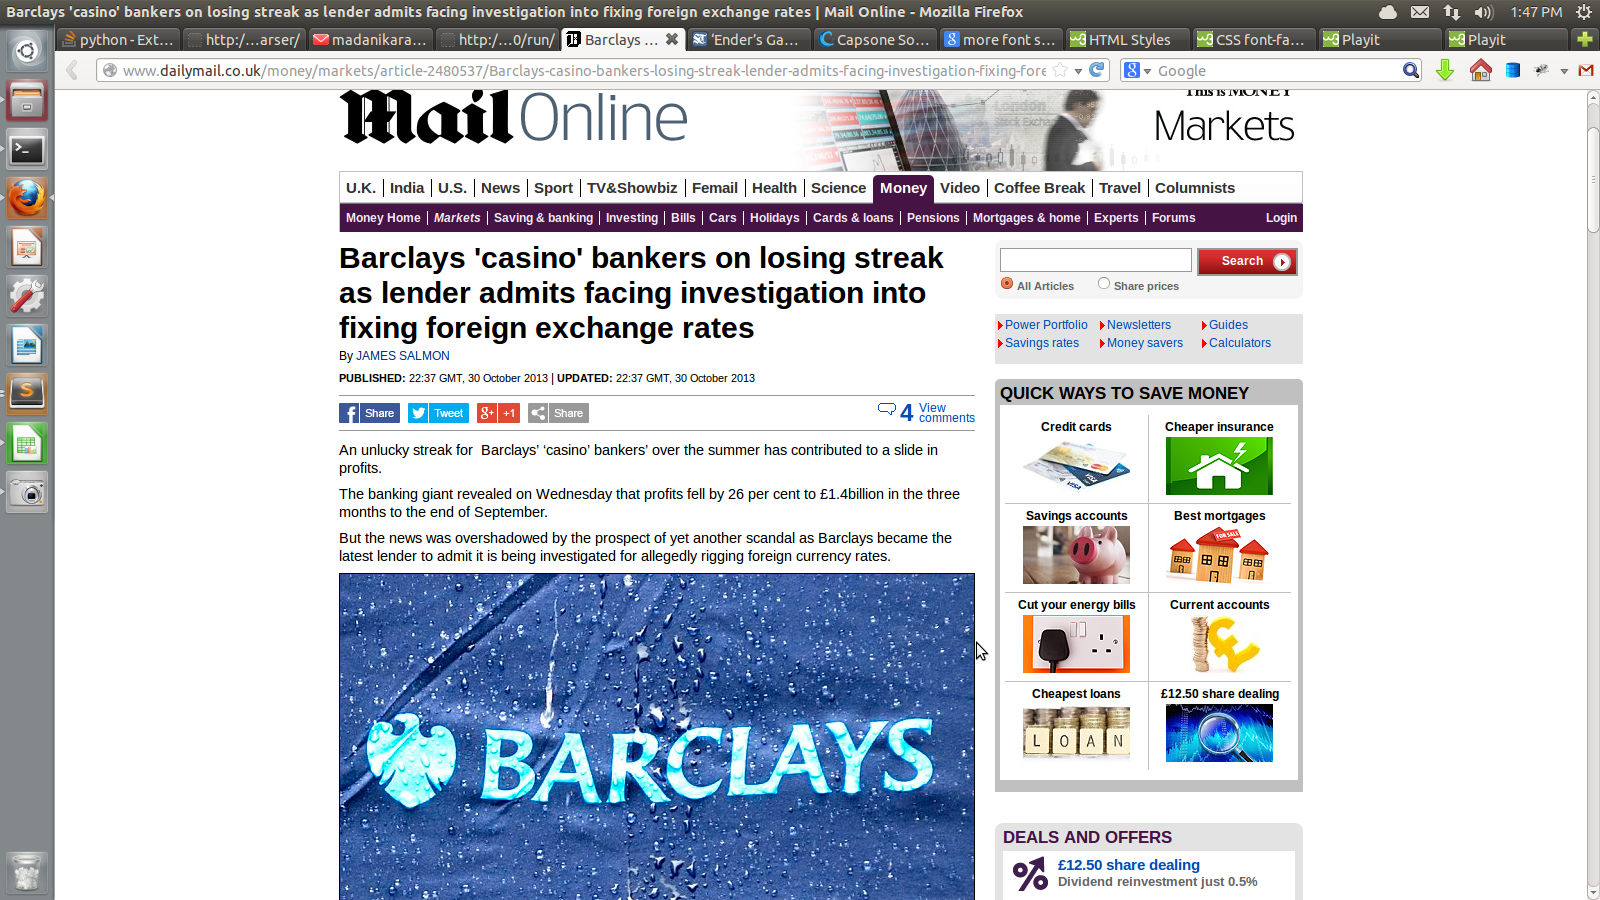 Barclays 'casino' bankers on losing streak as lender admits facing investigation into fixing foreign exchange rates | Mail Online - Mozilla Firefox
1:47 PM
python - Ext...
http:/...arser/
madanikara...
http:/...0/run/
Barclays ...
'Ender's Ga...
Capsone So...
more font s...
HTML Styles
CSS font-fa...
Playit
Playit
www.dailymail.co.uk/money/markets/article-2480537/Barclays-casino-bankers-losing-streak-lender-admits-facing-investigation-fixing-fore
Google
Mail Online
This is MONEY
Markets
U.K. | India | U.S. | News | Sport | TV&Showbiz | Femail | Health | Science | Money | Video | Coffee Break | Travel | Columnists
Money Home | Markets | Saving & banking | Investing | Bills | Cars | Holidays | Cards & loans | Pensions | Mortgages & home | Experts | Forums
Login
Barclays 'casino' bankers on losing streak
as lender admits facing investigation into
fixing foreign exchange rates
By JAMES SALMON
PUBLISHED: 22:37 GMT, 30 October 2013 | UPDATED: 22:37 GMT, 30 October 2013
Share
Tweet
+1
Share
4 View comments
An unlucky streak for  Barclays' 'casino' bankers' over the summer has contributed to a slide in
profits.
The banking giant revealed on Wednesday that profits fell by 26 per cent to £1.4billion in the three
months to the end of September.
But the news was overshadowed by the prospect of yet another scandal as Barclays became the
latest lender to admit it is being investigated for allegedly rigging foreign currency rates.
BARCLAYS
Search
All Articles
Share prices
Power Portfolio
Newsletters
Guides
Savings rates
Money savers
Calculators
QUICK WAYS TO SAVE MONEY
Credit cards
Cheaper insurance
VISA
VISA
Savings accounts
Best mortgages
FOR SALE
Cut your energy bills
Current accounts
Cheapest loans
£12.50 share dealing
LOAN
DEALS AND OFFERS
£12.50 share dealing
Dividend reinvestment just 0.5%